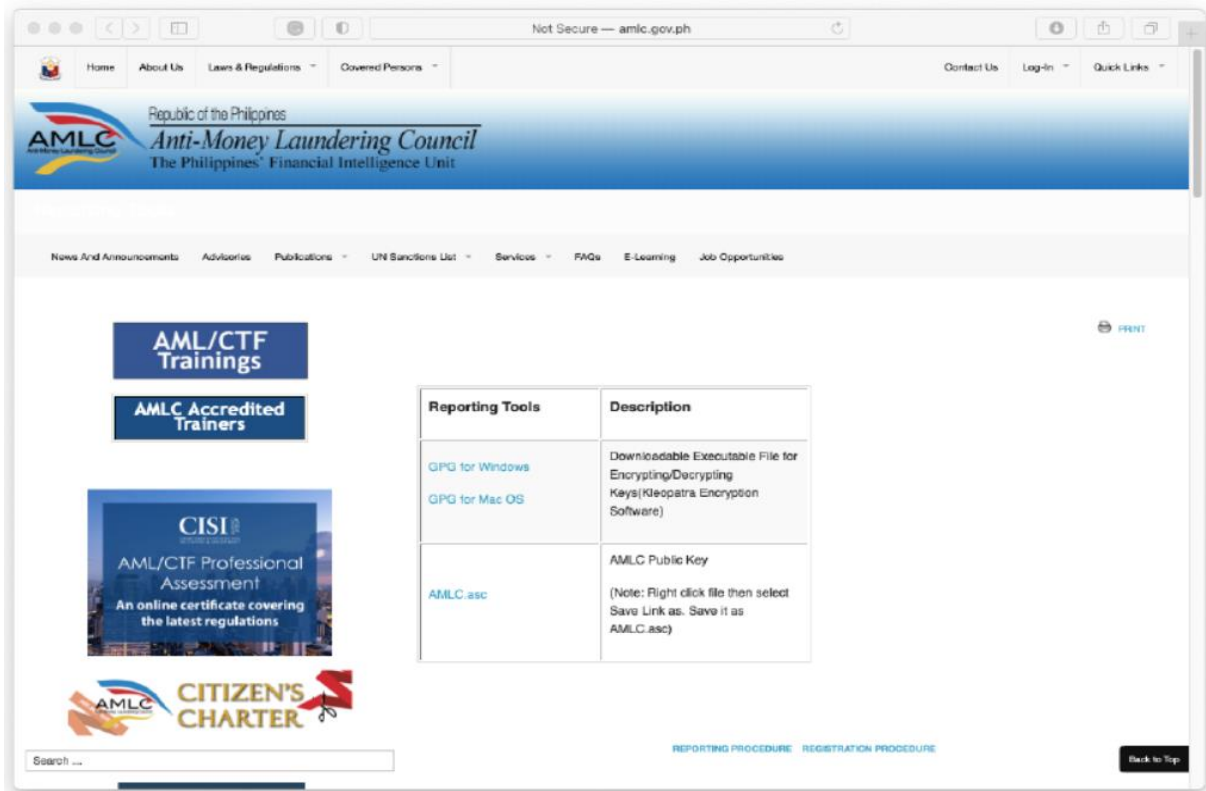 Not Secure — amlc.gov.ph
Home About Us Laws & Regulations Covered Persons Contact Us Log-In Quick Links
AMLC
Republic of the Philippines
Anti-Money Laundering Council
The Philippines' Financial Intelligence Unit
News And Announcements Advisories Publications UN Sanctions List Services FAQs E-Learning Job Opportunities
PRINT
AML/CTF
Trainings
AMLC Accredited
Trainers
CISI
AML/CTF Professional
Assessment
An online certificate covering
the latest regulations
AMLC
CITIZEN'S
CHARTER
Search ...
Reporting Tools Description
GPG for Windows
GPG for Mac OS
Downloadable Executable File for
Encrypting/Decrypting
Keys(Kleopatra Encryption
Software)
AMLC.asc
AMLC Public Key
(Note: Right click file then select
Save Link as. Save it as
AMLC.asc)
REPORTING PROCEDURE REGISTRATION PROCEDURE
Back to Top